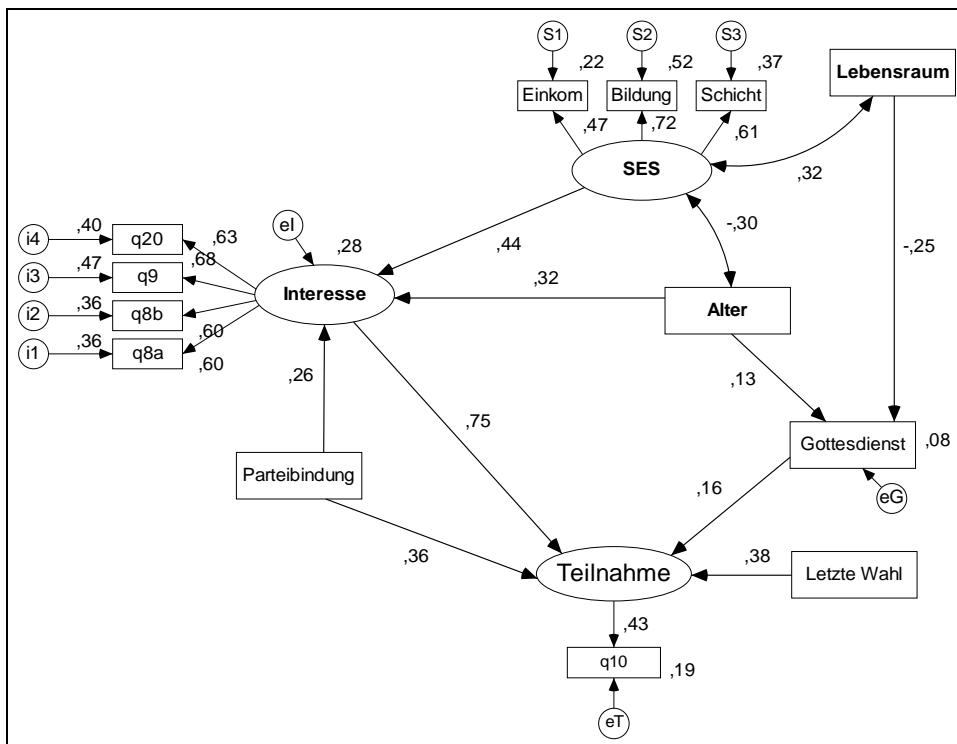 S1 S2 S3
,22 ,52 ,37
Lebensraum
Einkom Bildung Schicht
,47 ,72 ,61
SES
,32
-,30
,40 ,63 eI ,28 ,44 -,25
i4 q20
,47 ,68
i3 q9
Interesse ,32
,36
i2 q8b Alter
,60
,36
i1 q8a ,60
,26 ,13
,75
Gottesdienst ,08
Parteibindung
,16 eG
,36 ,38
Teilnahme Letzte Wahl
,43
q10 ,19
eT